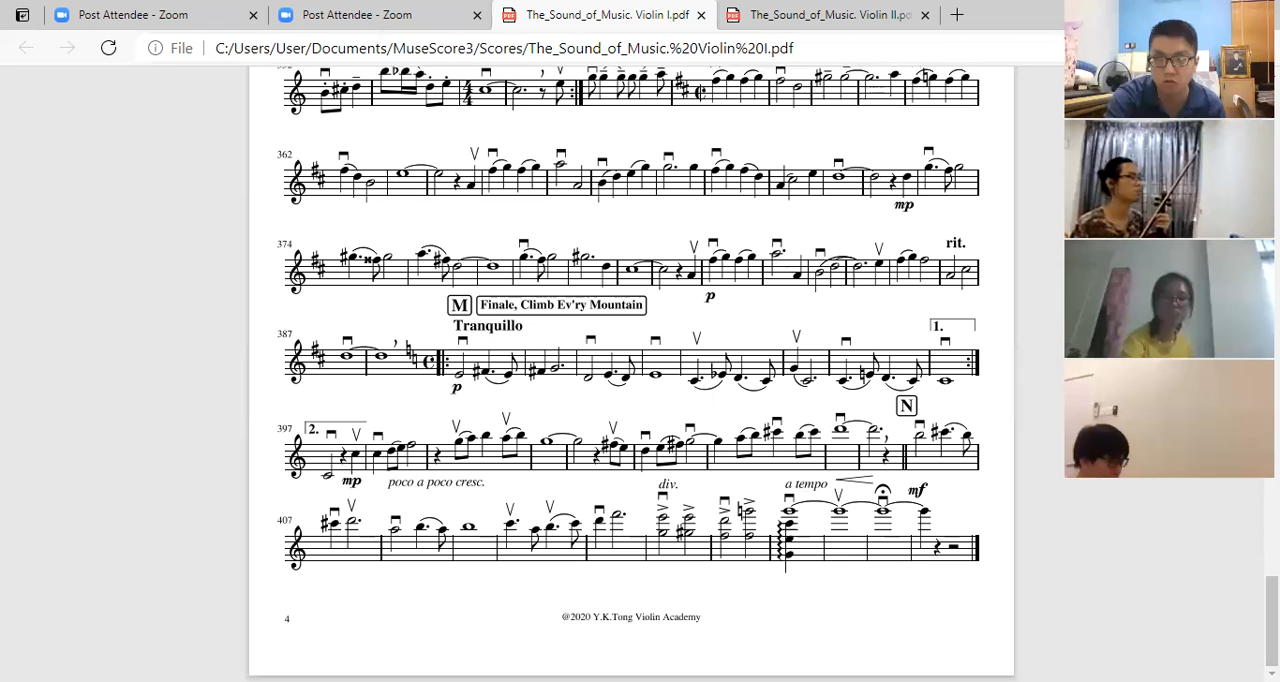 Post Attendee - Zoom
Post Attendee - Zoom
The_Sound_of_Music. Violin I.pdf
The_Sound_of_Music. Violin II.pd
File
C:/Users/User/Documents/MuseScore3/Scores/The_Sound_of_Music.%20Violin%20I.pdf
362
mp
374
rit.
p
M Finale, Climb Ev'ry Mountain
Tranquillo
387
1.
p
N
397
2.
mp
poco a poco cresc.
div.
a tempo
mf
407
4
@2020 Y.K.Tong Violin Academy